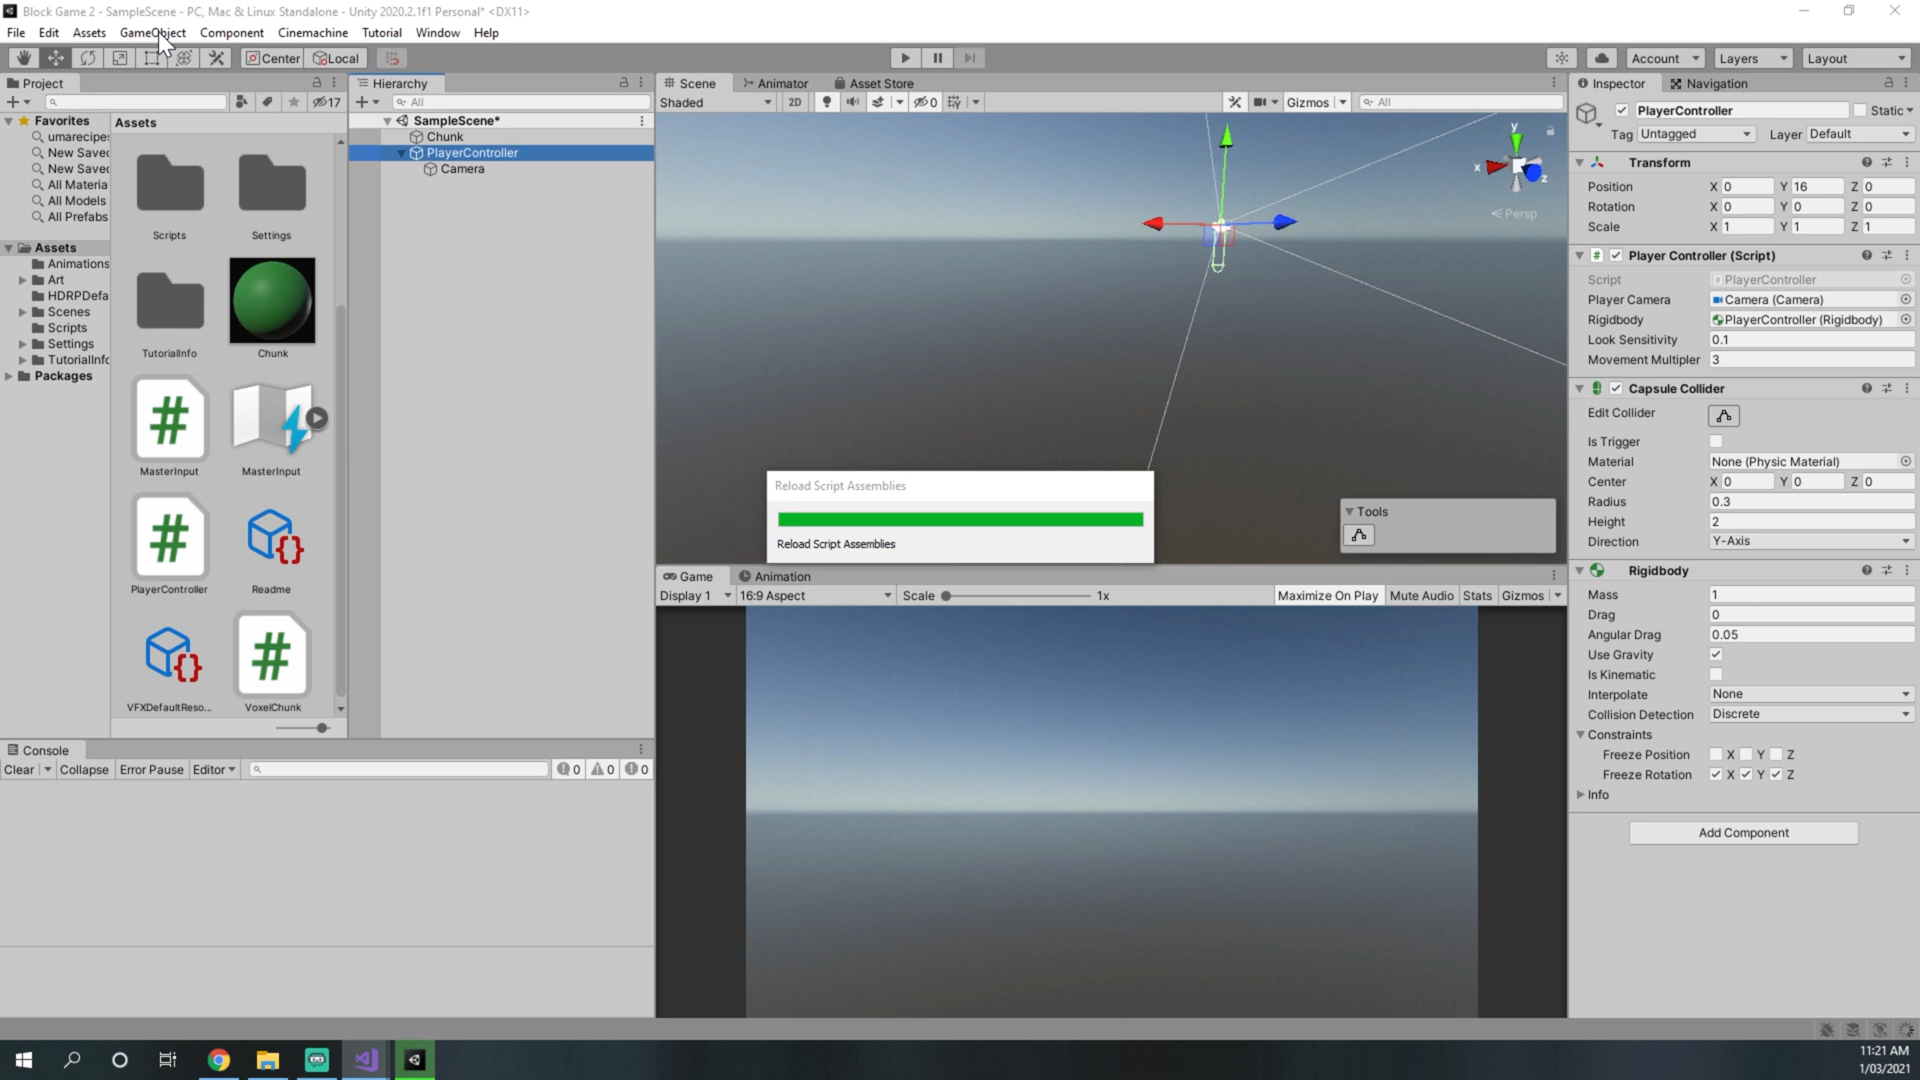 Block Game 2 - SampleScene - PC, Mac & Linux Standalone - Unity 2020.2.1f1 Personal* <DX11>
File Edit Assets GameObject Component Cinemachine Tutorial Window Help
Center Local Account Layers Layout
Project
17
Favorites
umarecipe
New Saved
New Saved
All Materia
All Models
All Prefabs
Assets
Animations
Art
HDRPDefa
Scenes
Scripts
Settings
TutorialInfo
Packages
Assets
Scripts Settings
TutorialInfo Chunk
MasterInput MasterInput
PlayerController Readme
VFXDefaultReso... VoxelChunk
Hierarchy
All
SampleScene*
Chunk
PlayerController
Camera
Scene Animator Asset Store
Shaded 2D 0 Gizmos All
y
x z
Persp
Reload Script Assemblies
Reload Script Assemblies
Tools
Game Animation
Display 1 16:9 Aspect Scale 1x Maximize On Play Mute Audio Stats Gizmos
Console
Clear Collapse Error Pause Editor 0 0 0
Inspector Navigation
PlayerController Static
Tag Untagged Layer Default
Transform
Position X 0 Y 16 Z 0
Rotation X 0 Y 0 Z 0
Scale X 1 Y 1 Z 1
# Player Controller (Script)
Script PlayerController
Player Camera Camera (Camera)
Rigidbody PlayerController (Rigidbody)
Look Sensitivity 0.1
Movement Multipler 3
Capsule Collider
Edit Collider
Is Trigger
Material None (Physic Material)
Center X 0 Y 0 Z 0
Radius 0.3
Height 2
Direction Y-Axis
Rigidbody
Mass 1
Drag 0
Angular Drag 0.05
Use Gravity
Is Kinematic
Interpolate None
Collision Detection Discrete
Constraints
Freeze Position X Y Z
Freeze Rotation X Y Z
Info
Add Component
11:21 AM
1/03/2021